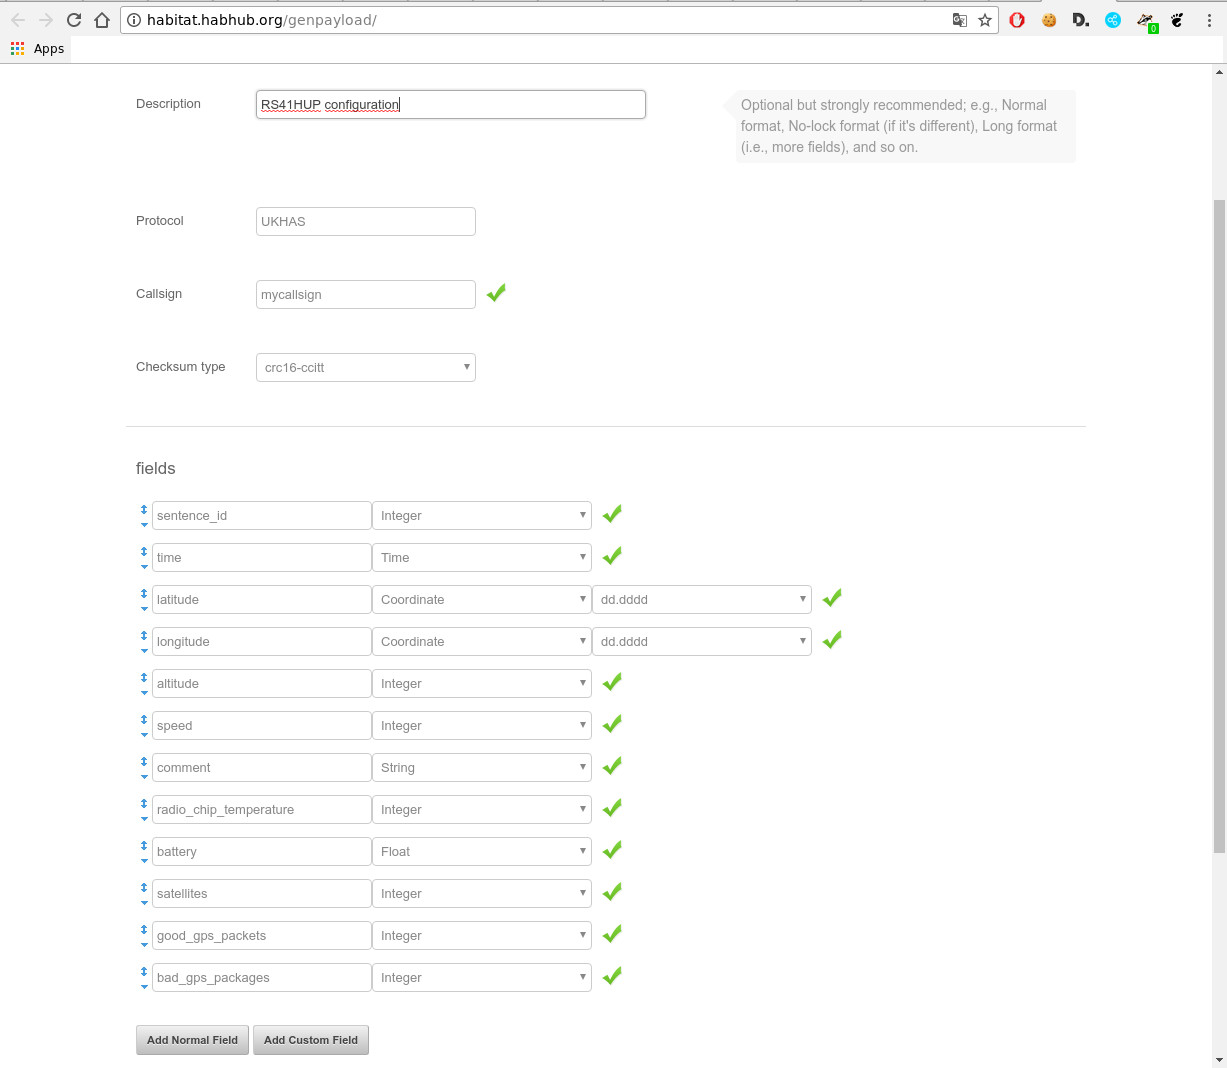 habitat.habhub.org/genpayload/
D.
0
Apps
Description
RS41HUP configuration
Optional but strongly recommended; e.g., Normal
format, No-lock format (if it's different), Long format
(i.e., more fields), and so on.
Protocol
UKHAS
Callsign
mycallsign
Checksum type
crc16-ccitt
fields
sentence_id Integer
time Time
latitude Coordinate dd.dddd
longitude Coordinate dd.dddd
altitude Integer
speed Integer
comment String
radio_chip_temperature Integer
battery Float
satellites Integer
good_gps_packets Integer
bad_gps_packages Integer
Add Normal Field Add Custom Field